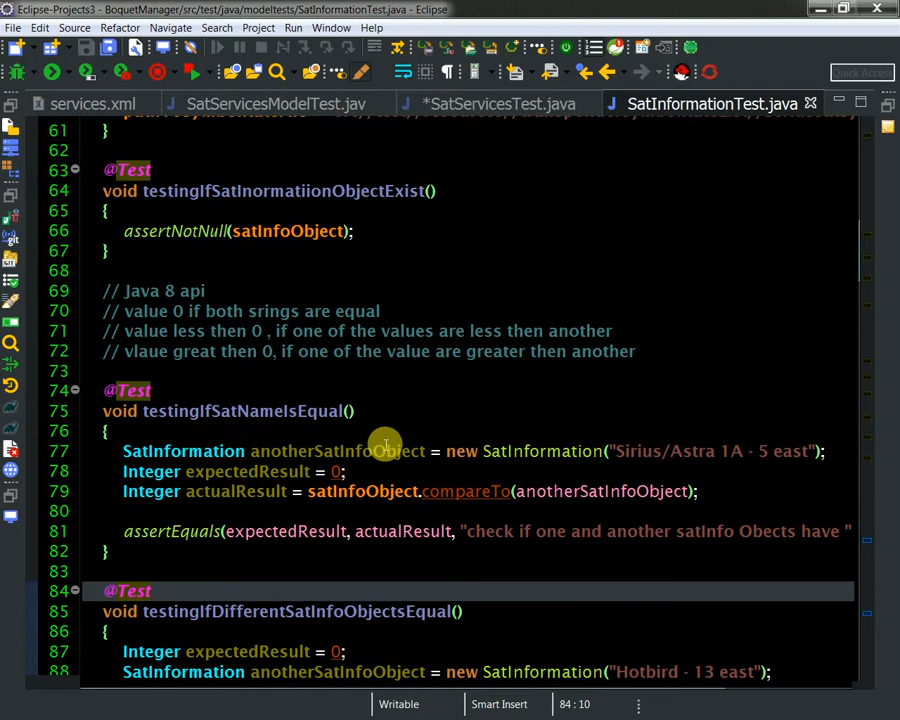 Eclipse-Projects3 - BoquetManager/src/test/java/modeltests/SatInformationTest.java - Eclipse
File Edit Source Refactor Navigate Search Project Run Window Help
Quick Access
services.xml SatServicesModelTest.jav *SatServicesTest.java SatInformationTest.java
61 }
62
63 @Test
64 void testingIfSatInormatiionObjectExist()
65 {
66 assertNotNull(satInfoObject);
67 }
68
69 // Java 8 api
70 // value 0 if both srings are equal
71 // value less then 0 , if one of the values are less then another
72 // vlaue great then 0, if one of the value are greater then another
73
74 @Test
75 void testingIfSatNameIsEqual()
76 {
77 SatInformation anotherSatInfoObject = new SatInformation("Sirius/Astra 1A - 5 east");
78 Integer expectedResult = 0;
79 Integer actualResult = satInfoObject.compareTo(anotherSatInfoObject);
80
81 assertEquals(expectedResult, actualResult, "check if one and another satInfo Obects have "
82 }
83
84 @Test
85 void testingIfDifferentSatInfoObjectsEqual()
86 {
87 Integer expectedResult = 0;
88 SatInformation anotherSatInfoObject = new SatInformation("Hotbird - 13 east");
Writable Smart Insert 84 : 10